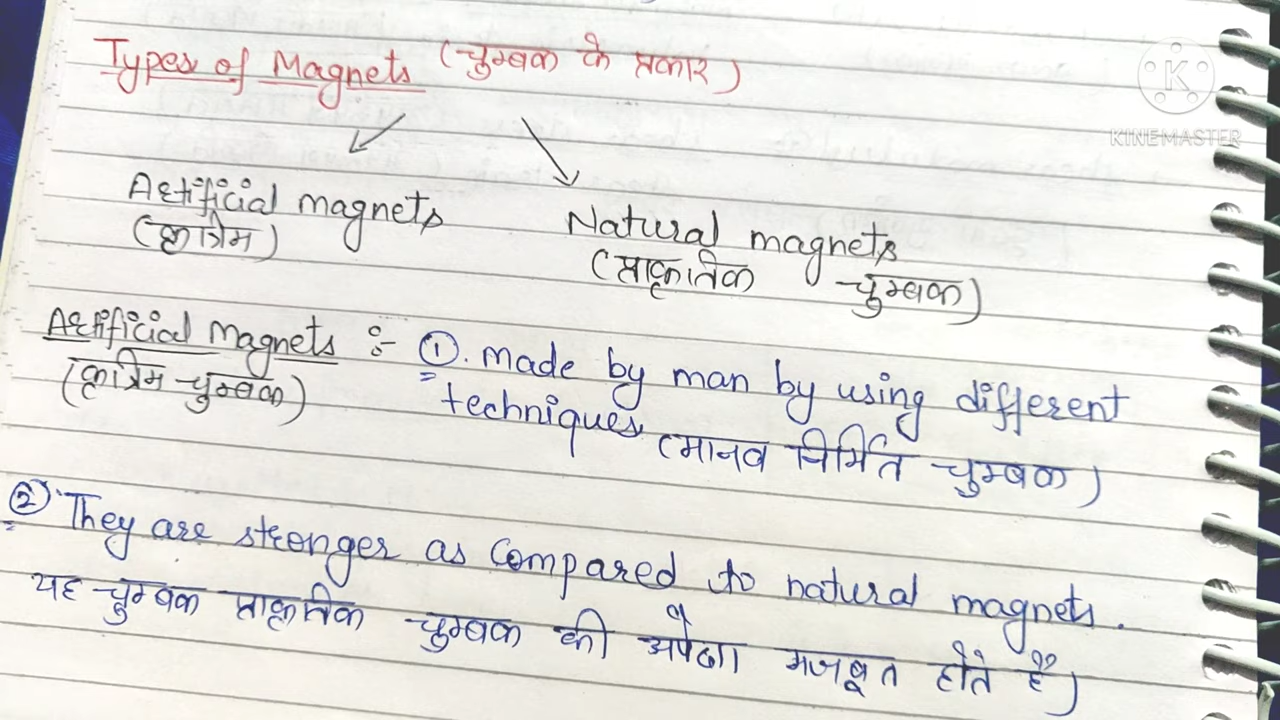 Types of Magnets (चुम्बक के प्रकार)
KINEMASTER
Artificial magnets
(कृत्रिम)
Natural magnets
(प्राकृतिक चुम्बक)
Artificial Magnets :- ①. made by man by using different
(कृत्रिम चुम्बक)
techniques (मानव निर्मित चुम्बक)
② They are stronger as compared to natural magnets.
यह चुम्बक प्राकृतिक चुम्बक की अपेक्षा मजबूत होते हैं)